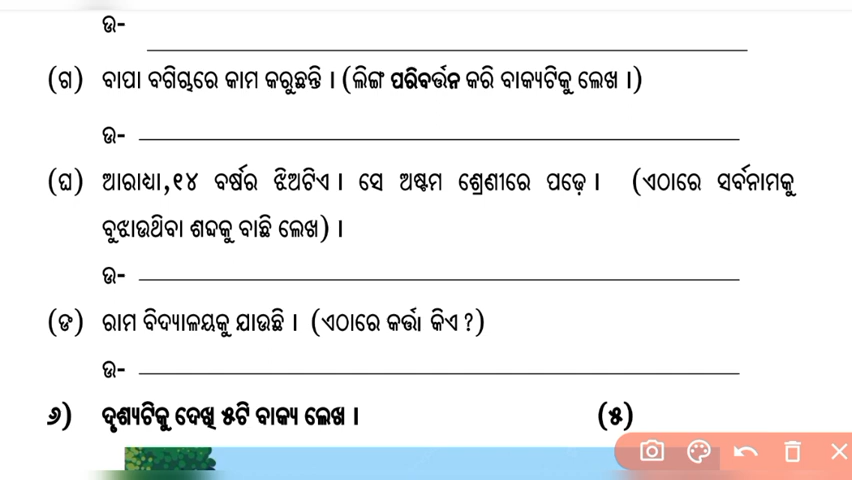 ଉ-
(ଗ) ବାପା ବଗିଚାରେ କାମ କରୁଛନ୍ତି । (ଲିଙ୍ଗ ପରିବର୍ତ୍ତନ କରି ବାକ୍ୟଟିକୁ ଲେଖ ।)
ଉ-
(ଘ) ଆରାଧ୍ୟା,୧୪ ବର୍ଷର ଝିଅଟିଏ । ସେ ଅଷ୍ଟମ ଶ୍ରେଣୀରେ ପଢ଼େ । (ଏଠାରେ ସର୍ବନାମକୁ
ବୁଝାଉଥିବା ଶବ୍ଦକୁ ବାଛି ଲେଖ) ।
ଉ-
(ଙ) ରାମ ବିଦ୍ୟାଳୟକୁ ଯାଉଛି । (ଏଠାରେ କର୍ତ୍ତା କିଏ ?)
ଉ-
୬) ଦୃଶ୍ୟଟିକୁ ଦେଖି ୫ଟି ବାକ୍ୟ ଲେଖ । (୫)